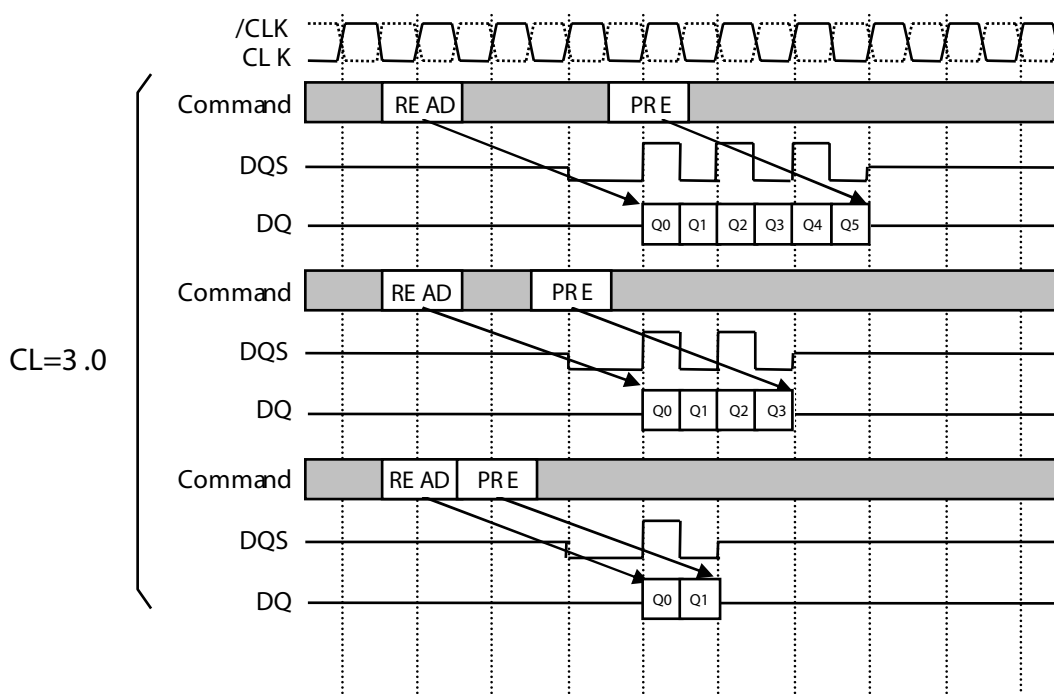 /CLK
CLK
Command READ PRE
DQS
DQ Q0 Q1 Q2 Q3 Q4 Q5
Command READ PRE
DQS
CL=3.0
DQ Q0 Q1 Q2 Q3
Command READ PRE
DQS
DQ Q0 Q1